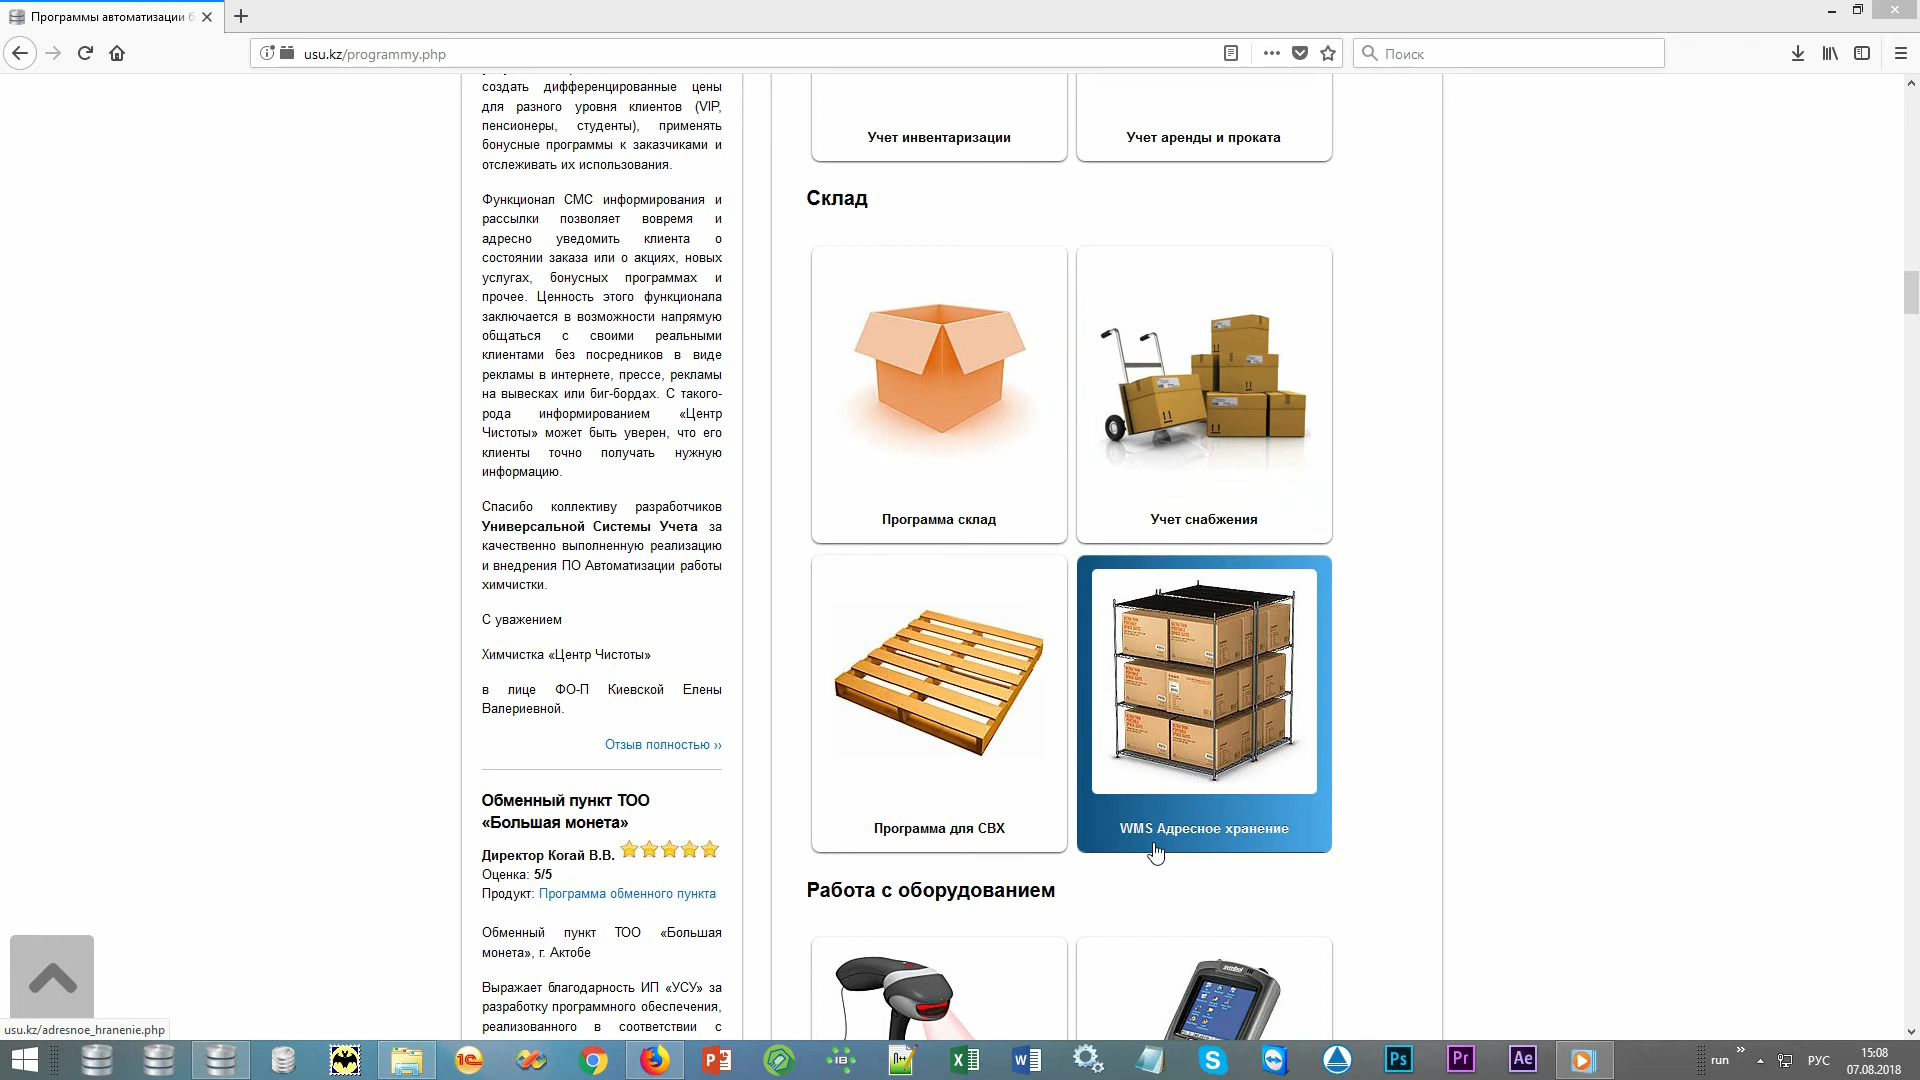 Программы автоматизации б
usu.kz/programmy.php
Поиск
создать дифференцированные цены
для разного уровня клиентов (VIP,
пенсионеры, студенты), применять
бонусные программы к заказчиками и
отслеживать их использования.
Функционал СМС информирования и
рассылки позволяет вовремя и
адресно уведомить клиента о
состоянии заказа или о акциях, новых
услугах, бонусных программах и
прочее. Ценность этого функционала
заключается в возможности напрямую
общаться с своими реальными
клиентами без посредников в виде
рекламы в интернете, прессе, рекламы
на вывесках или биг-бордах. С такого-
рода информированием «Центр
Чистоты» может быть уверен, что его
клиенты точно получать нужную
информацию.
Спасибо коллективу разработчиков
Универсальной Системы Учета за
качественно выполненную реализацию
и внедрения ПО Автоматизации работы
химчистки.
С уважением
Химчистка «Центр Чистоты»
в лице ФО-П Киевской Елены
Валериевной.
Отзыв полностью ››
Обменный пункт ТОО
«Большая монета»
Директор Когай В.В.
Оценка: 5/5
Продукт: Программа обменного пункта
Обменный пункт ТОО «Большая
монета», г. Актобе
Выражает благодарность ИП «УСУ» за
разработку программного обеспечения,
реализованного в соответствии с
Учет инвентаризации
Учет аренды и проката
Склад
Программа склад
Учет снабжения
Программа для СВХ
WMS Адресное хранение
Работа с оборудованием
symbol
usu.kz/adresnoe_hranenie.php
1С
P
IB
N++
X
W
S
Ps
Pr
Ae
run
РУС
15:08
07.08.2018